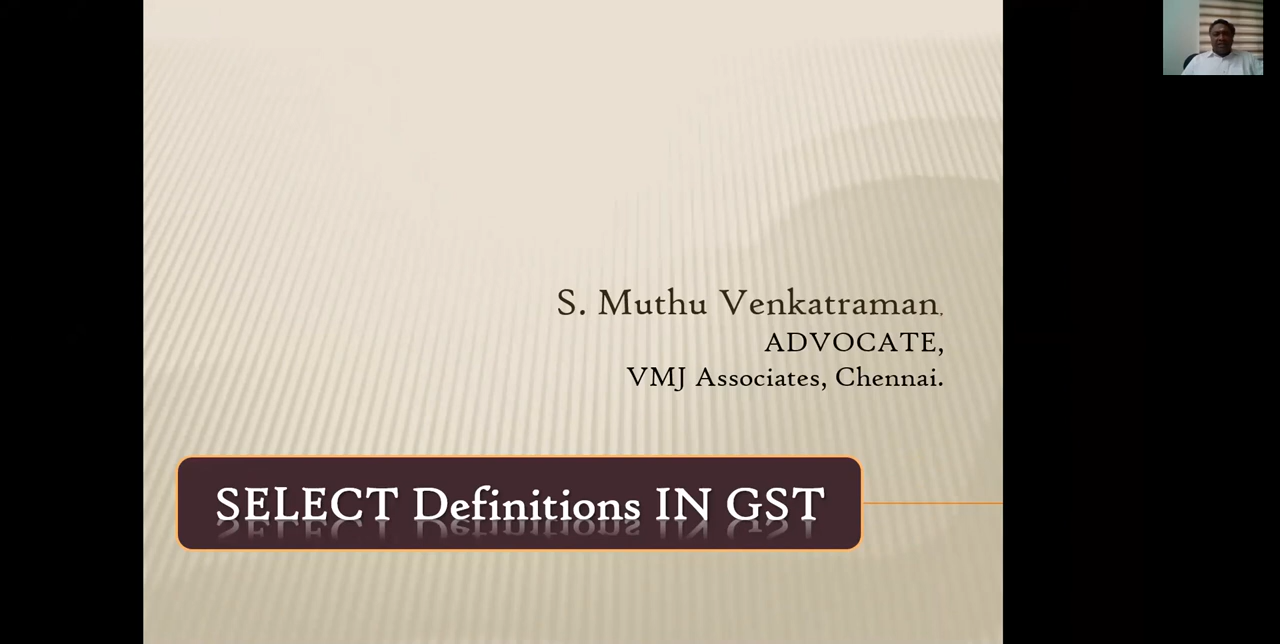 S. Muthu Venkatraman,
ADVOCATE,
VMJ Associates, Chennai.
SELECT Definitions IN GST